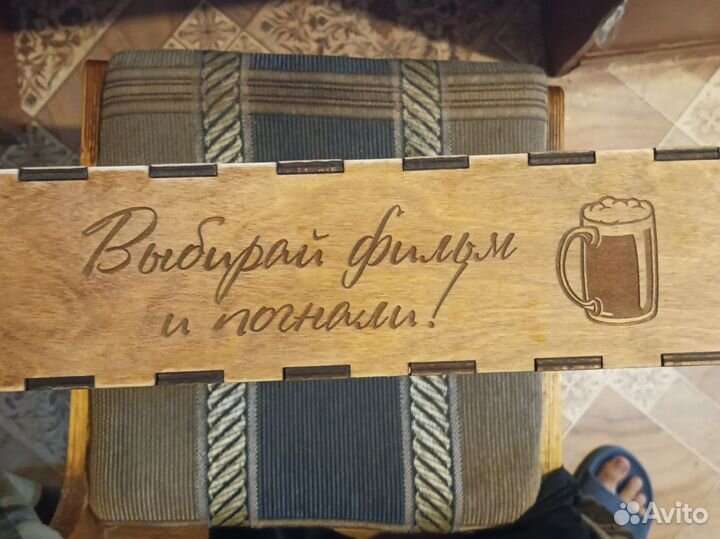 Выбирай фильм
и погнали!
Avito